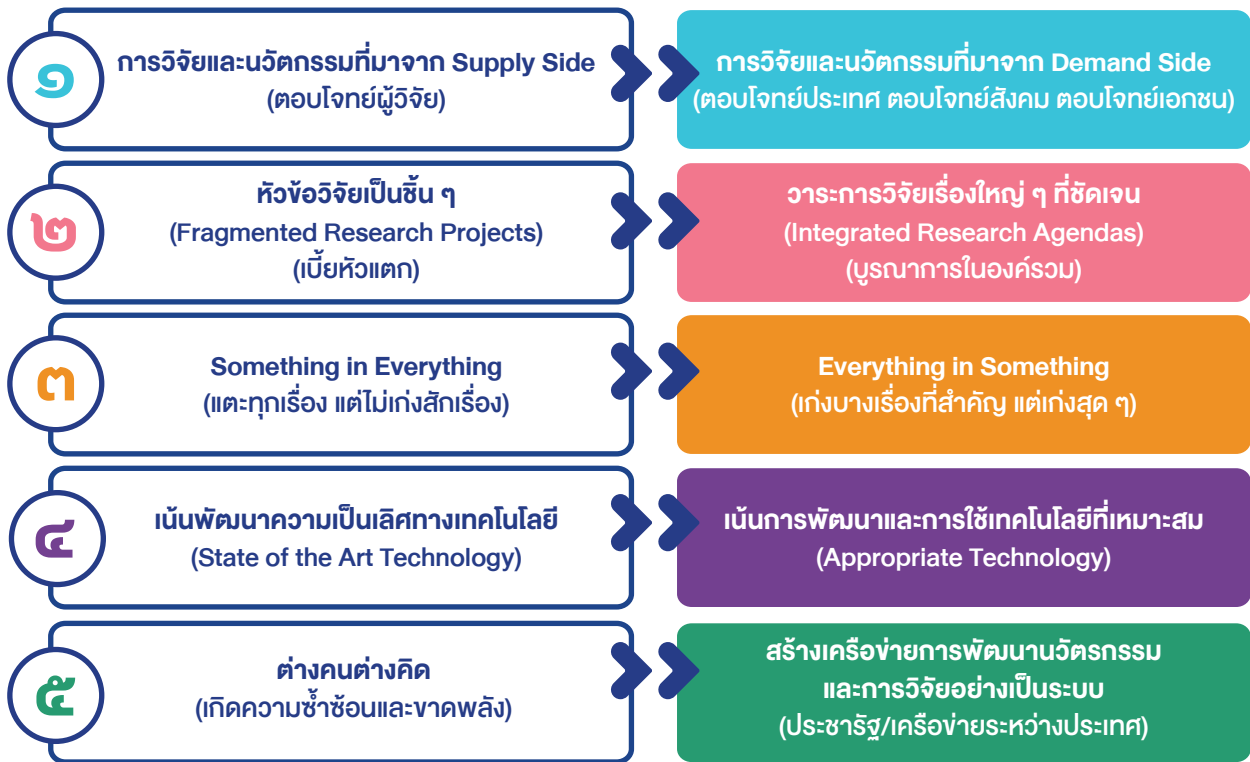 ๑
การวิจัยและนวัตกรรมที่มาจาก Supply Side
(ตอบโจทย์ผู้วิจัย)
การวิจัยและนวัตกรรมที่มาจาก Demand Side
(ตอบโจทย์ประเทศ ตอบโจทย์สังคม ตอบโจทย์เอกชน)
๒
หัวข้อวิจัยเป็นชิ้น ๆ
(Fragmented Research Projects)
(เบี้ยหัวแตก)
วาระการวิจัยเรื่องใหญ่ ๆ ที่ชัดเจน
(Integrated Research Agendas)
(บูรณาการในองค์รวม)
๓
Something in Everything
(แตะทุกเรื่อง แต่ไม่เก่งสักเรื่อง)
Everything in Something
(เก่งบางเรื่องที่สำคัญ แต่เก่งสุด ๆ)
๔
เน้นพัฒนาความเป็นเลิศทางเทคโนโลยี
(State of the Art Technology)
เน้นการพัฒนาและการใช้เทคโนโลยีที่เหมาะสม
(Appropriate Technology)
๕
ต่างคนต่างคิด
(เกิดความซ้ำซ้อนและขาดพลัง)
สร้างเครือข่ายการพัฒนานวัตรกรรม
และการวิจัยอย่างเป็นระบบ
(ประชารัฐ/เครือข่ายระหว่างประเทศ)